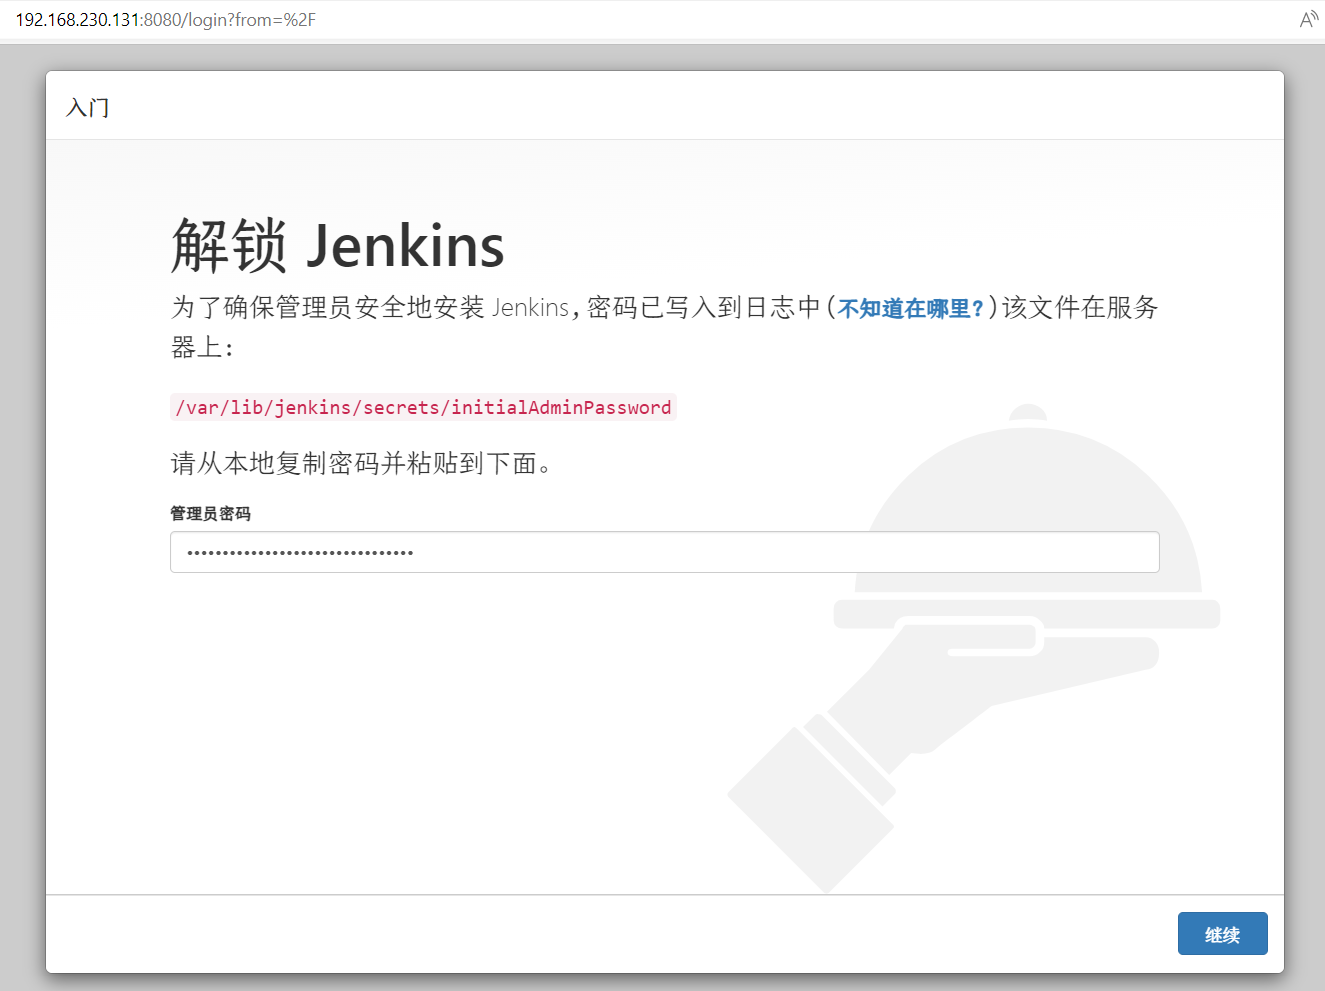 192.168.230.131:8080/login?from=%2F
入门
解锁 Jenkins
为了确保管理员安全地安装 Jenkins，密码已写入到日志中（不知道在哪里？）该文件在服务
器上：
/var/lib/jenkins/secrets/initialAdminPassword
请从本地复制密码并粘贴到下面。
管理员密码
••••••••••••••••••••••••••••••••
继续